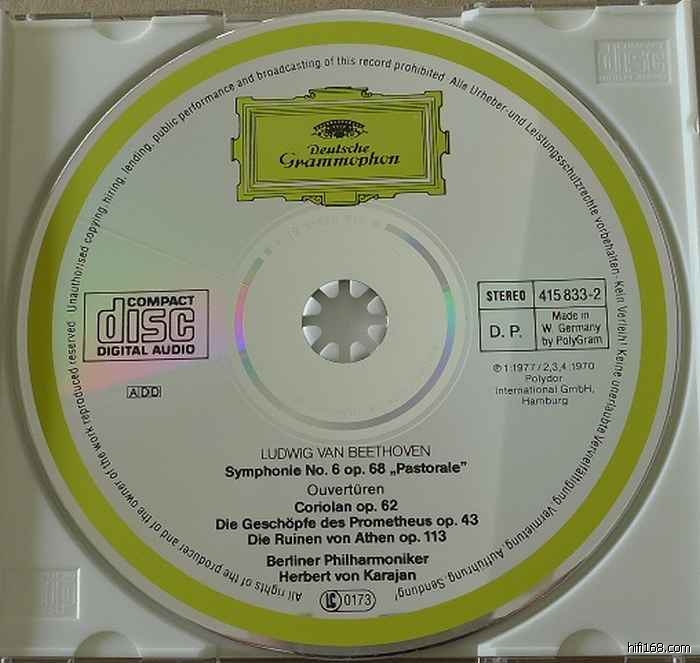 All rights of the producer and of the owner of the work reproduced reserved · Unauthorised copying, hiring, lending, public performance and broadcasting of this record prohibited · Alle Urheber- und Leistungsschutzrechte vorbehalten · Kein Verleih! Keine unerlaubte Vervielfältigung, Vermietung, Aufführung, Sendung!
COMPACT
disc
DIGITAL AUDIO
Deutsche
Grammophon
COMPACT
disc
DIGITAL AUDIO
ADD
STEREO 415 833-2
D. P. Made in
W. Germany
by PolyGram
℗ 1:1977 / 2,3,4:1970
Polydor
International GmbH,
Hamburg
LUDWIG VAN BEETHOVEN
Symphonie No. 6 op. 68 „Pastorale”
Ouvertüren
Coriolan op. 62
Die Geschöpfe des Prometheus op. 43
Die Ruinen von Athen op. 113
Berliner Philharmoniker
Herbert von Karajan
LC 0173
hifi168.com